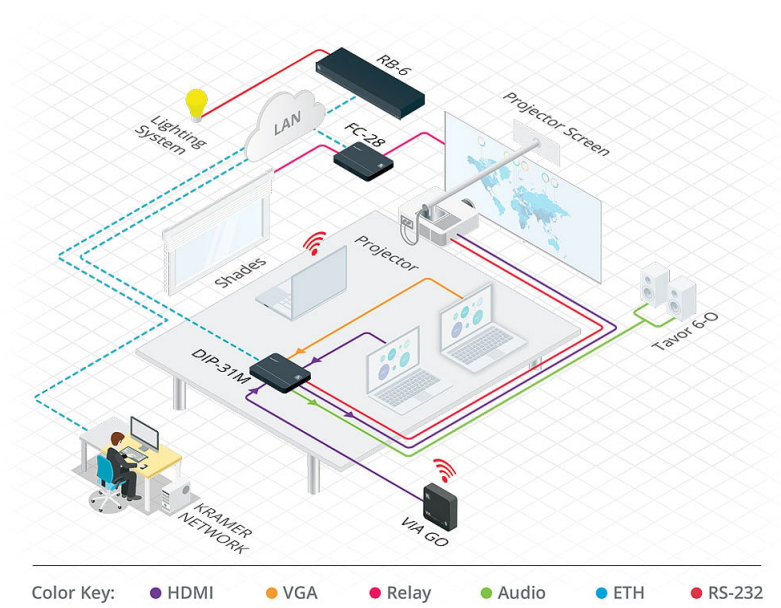 RB-6
Projector Screen
Lighting
System
LAN
FC-28
Shades
Projector
Tavor 6-O
DIP-31M
KRAMER
NETWORK
VIA GO
Color Key: HDMI VGA Relay Audio ETH RS-232